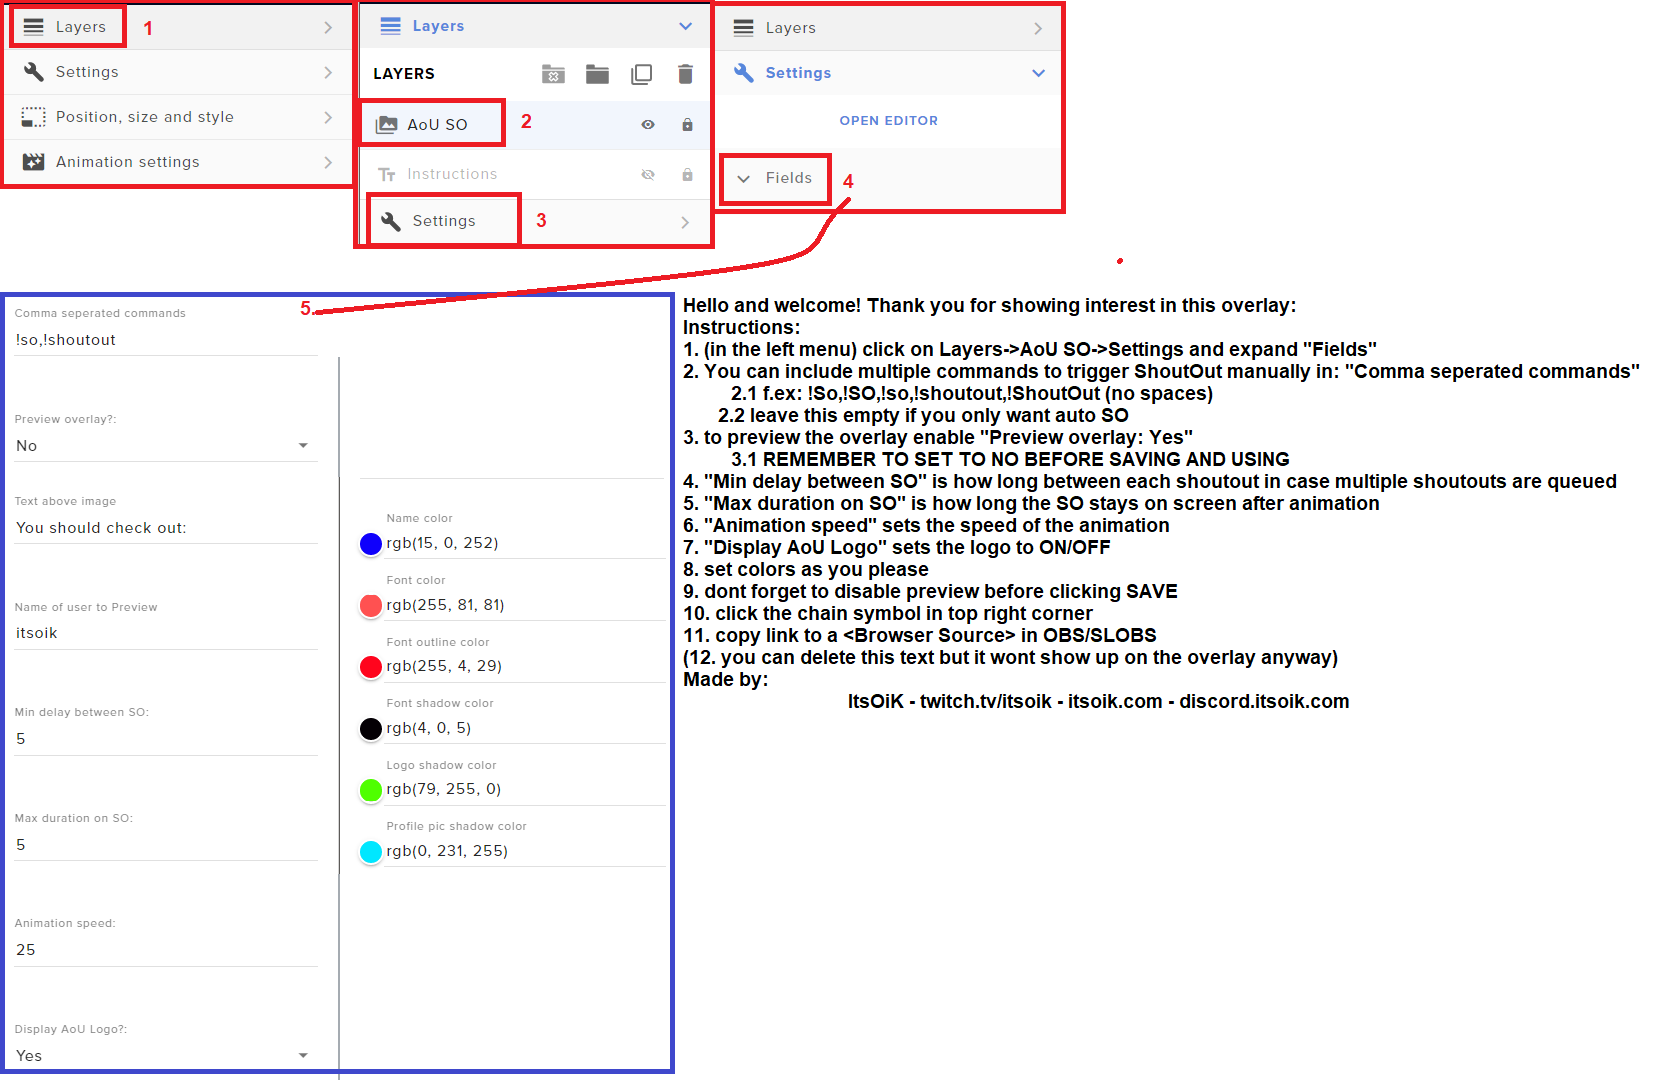 Layers
1
Settings
Position, size and style
Animation settings
Layers
LAYERS
AoU SO
2
Instructions
Settings
3
Layers
Settings
OPEN EDITOR
Fields
4
5.
Comma seperated commands
!so,!shoutout
Preview overlay?:
No
Text above image
You should check out:
Name of user to Preview
itsoik
Min delay between SO:
5
Max duration on SO:
5
Animation speed:
25
Display AoU Logo?:
Yes
Name color
rgb(15, 0, 252)
Font color
rgb(255, 81, 81)
Font outline color
rgb(255, 4, 29)
Font shadow color
rgb(4, 0, 5)
Logo shadow color
rgb(79, 255, 0)
Profile pic shadow color
rgb(0, 231, 255)
Hello and welcome! Thank you for showing interest in this overlay:
Instructions:
1. (in the left menu) click on Layers->AoU SO->Settings and expand "Fields"
2. You can include multiple commands to trigger ShoutOut manually in: "Comma seperated commands"
2.1 f.ex: !So,!SO,!so,!shoutout,!ShoutOut (no spaces)
2.2 leave this empty if you only want auto SO
3. to preview the overlay enable "Preview overlay: Yes"
3.1 REMEMBER TO SET TO NO BEFORE SAVING AND USING
4. "Min delay between SO" is how long between each shoutout in case multiple shoutouts are queued
5. "Max duration on SO" is how long the SO stays on screen after animation
6. "Animation speed" sets the speed of the animation
7. "Display AoU Logo" sets the logo to ON/OFF
8. set colors as you please
9. dont forget to disable preview before clicking SAVE
10. click the chain symbol in top right corner
11. copy link to a <Browser Source> in OBS/SLOBS
(12. you can delete this text but it wont show up on the overlay anyway)
Made by:
ItsOiK - twitch.tv/itsoik - itsoik.com - discord.itsoik.com